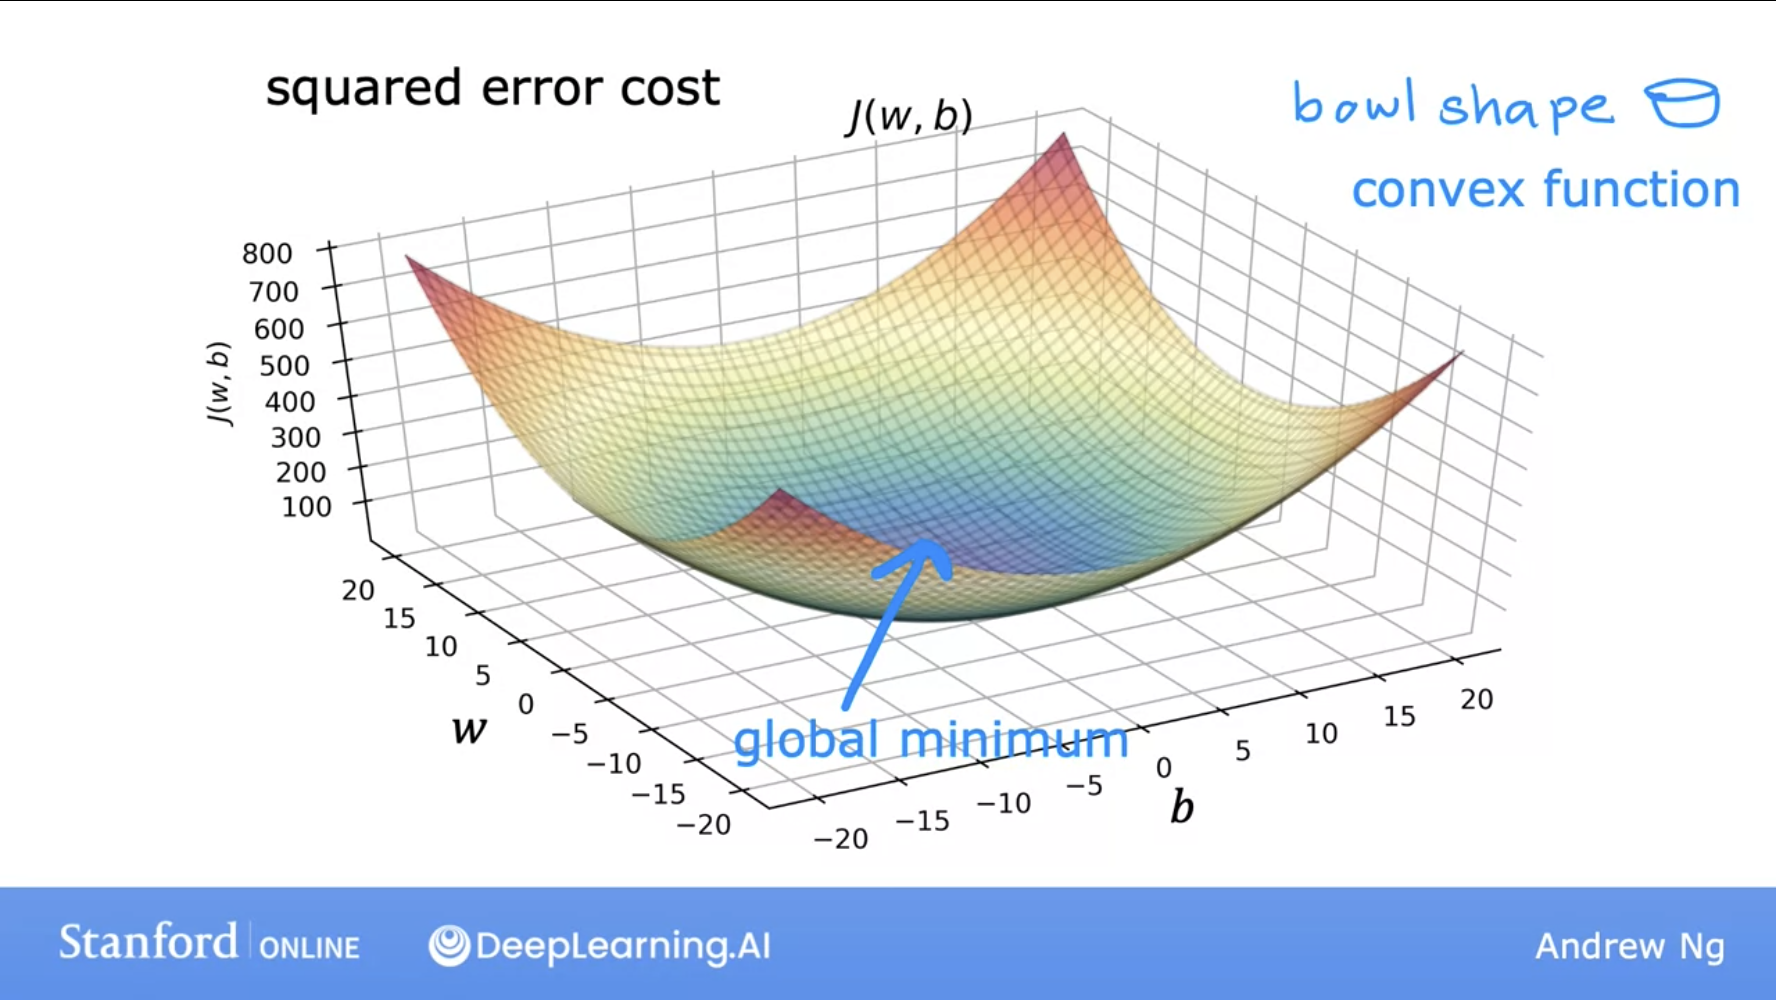 squared error cost
J(w, b)
bowl shape
convex function
800
700
600
500
400
300
200
100
J(w, b)
20
15
10
5
0
−5
−10
−15
−20
w
global minimum
−20
−15
−10
−5
0
5
10
15
20
b
Stanford ONLINE
DeepLearning.AI
Andrew Ng